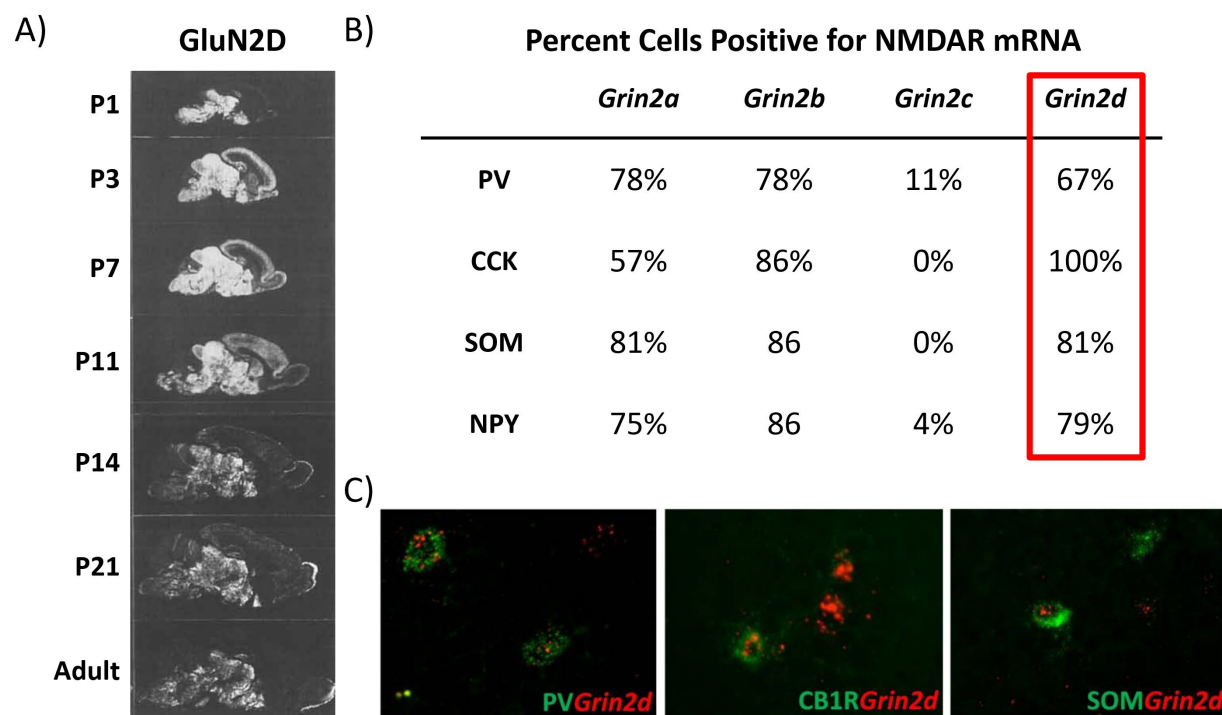 A)
GluN2D
P1
P3
P7
P11
P14
P21
Adult
B)
Percent Cells Positive for NMDAR mRNA
Grin2a Grin2b Grin2c Grin2d
PV 78% 78% 11% 67%
CCK 57% 86% 0% 100%
SOM 81% 86 0% 81%
NPY 75% 86 4% 79%
C)
PVGrin2d
CB1RGrin2d
SOMGrin2d